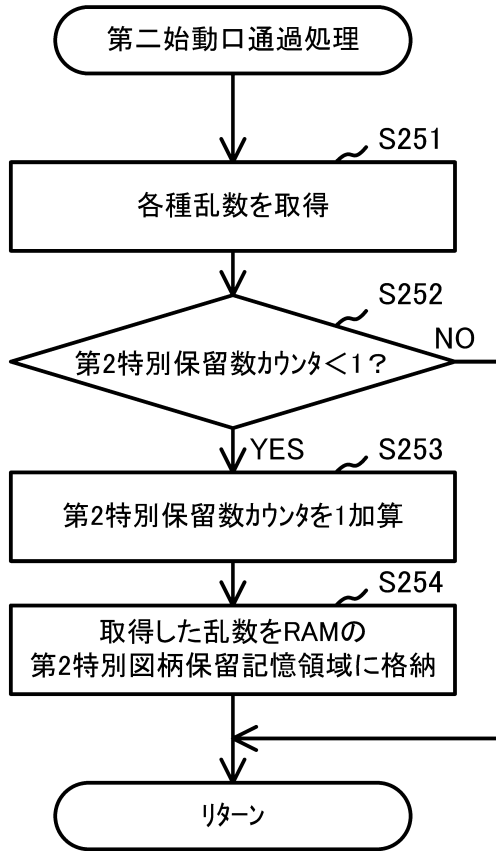 第二始動口通過処理
S251
各種乱数を取得
S252
第2特別保留数カウンタ＜1？
NO
YES
S253
第2特別保留数カウンタを1加算
S254
取得した乱数をRAMの
第2特別図柄保留記憶領域に格納
リターン